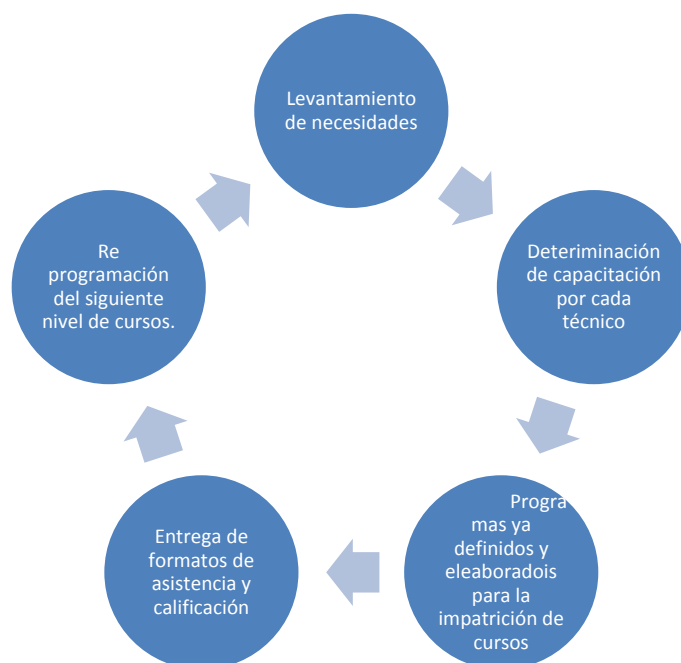 Levantamiento
de necesidades
Deteriminación
de capacitación
por cada
técnico
Progra
mas ya
definidos y
eleaboradois
para la
impatrición de
cursos
Entrega de
formatos de
asistencia y
calificación
Re
programación
del siguiente
nivel de cursos.